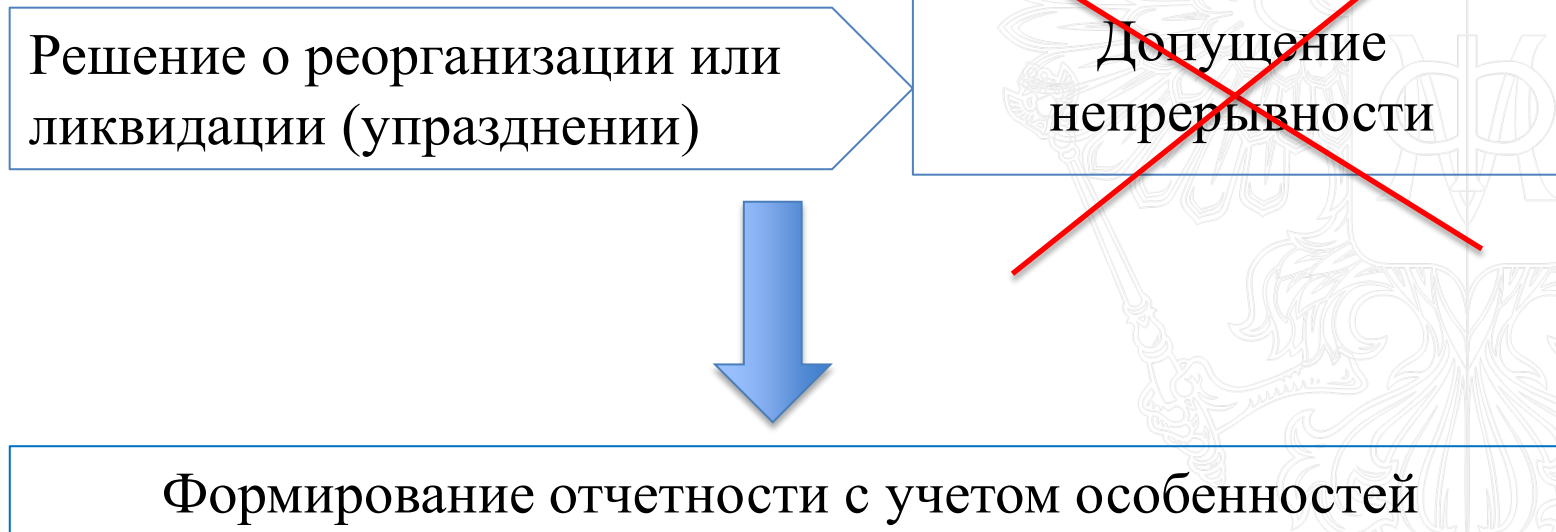 Решение о реорганизации или
ликвидации (упразднении)
Допущение
непрерывности
Формирование отчетности с учетом особенностей